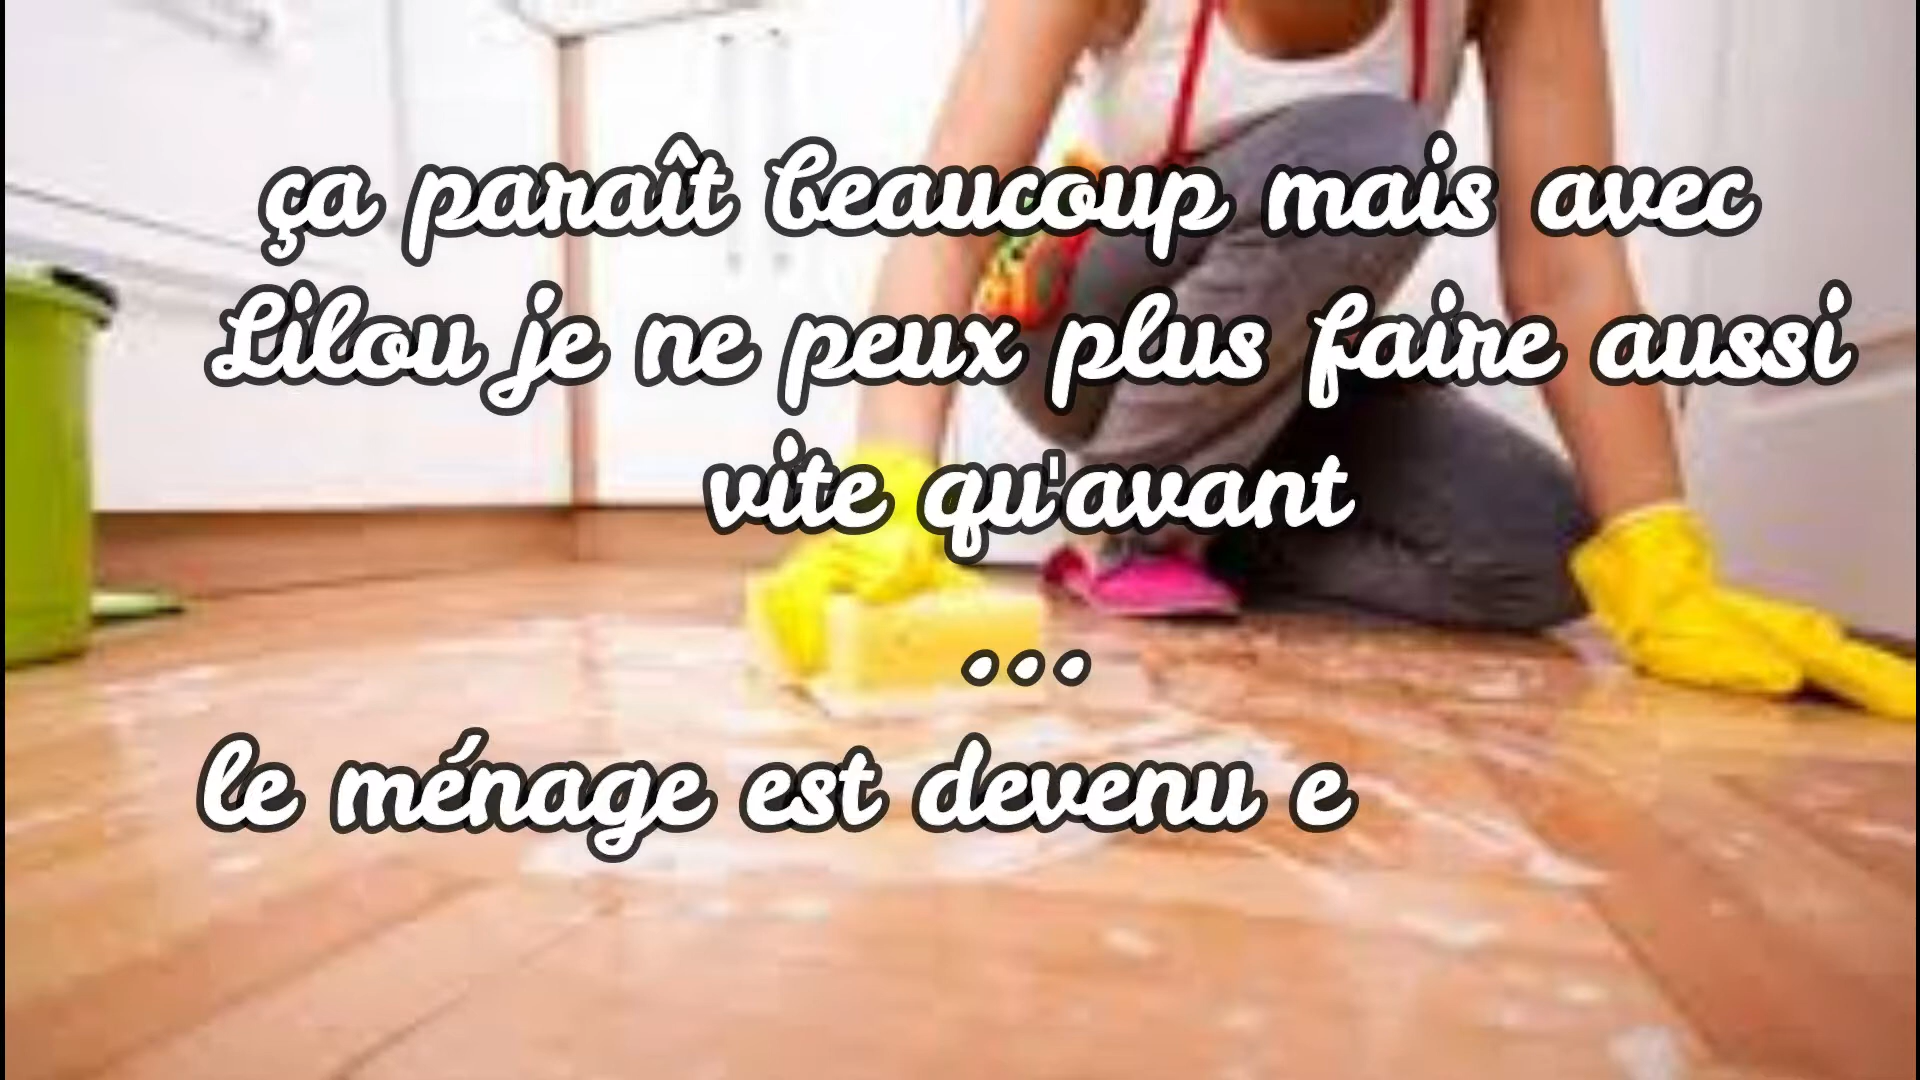 ça paraît beaucoup mais avec
Lilou je ne peux plus faire aussi
vite qu'avant
...
le ménage est devenu e